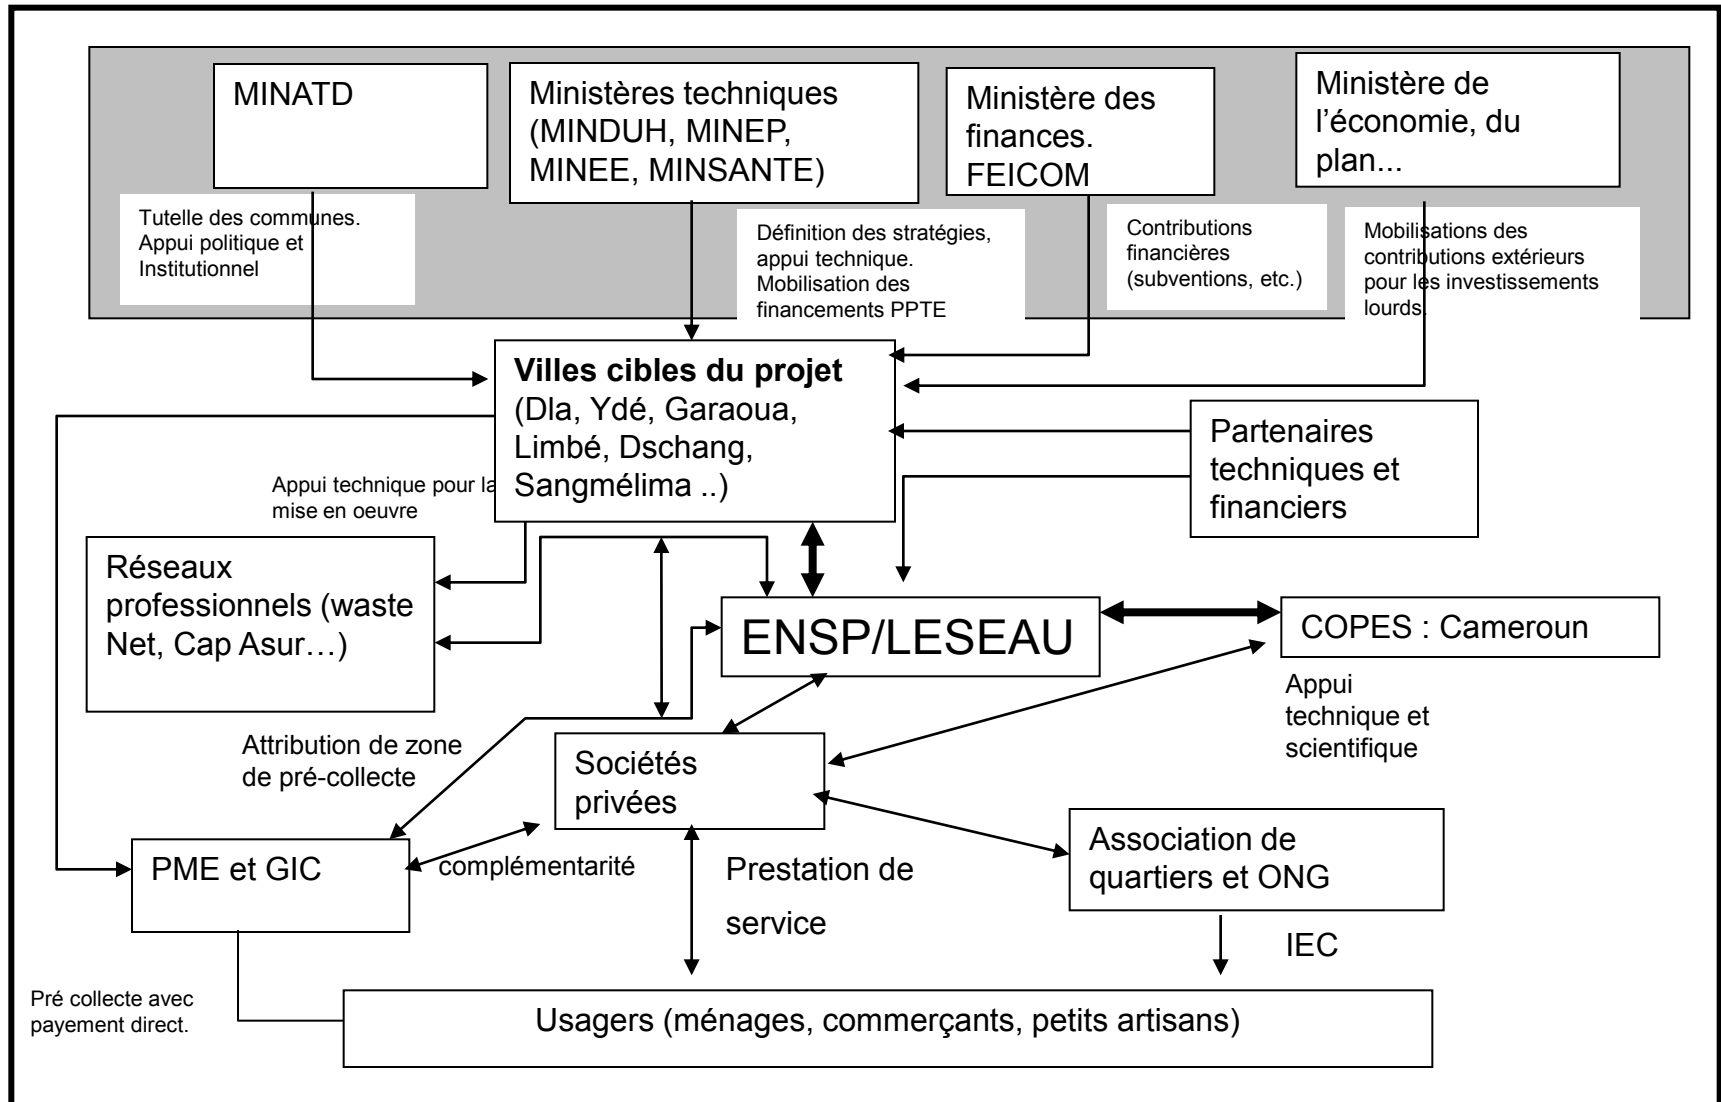 MINATD
Ministères techniques
(MINDUH, MINEP,
MINEE, MINSANTE)
Ministère des
finances.
FEICOM
Ministère de
l'économie, du
plan...
Tutelle des communes.
Appui politique et
Institutionnel
Définition des stratégies,
appui technique.
Mobilisation des
financements PPTE
Contributions
financières
(subventions, etc.)
Mobilisations des
contributions extérieurs
pour les investissements
lourds.
Villes cibles du projet
(Dla, Ydé, Garaoua,
Limbé, Dschang,
Sangmélima ..)
Partenaires
techniques et
financiers
Appui technique pour la
mise en oeuvre
Réseaux
professionnels (waste
Net, Cap Asur…)
ENSP/LESEAU
COPES : Cameroun
Appui
technique et
scientifique
Attribution de zone
de pré-collecte
Sociétés
privées
PME et GIC
complémentarité
Prestation de
service
Association de
quartiers et ONG
IEC
Pré collecte avec
payement direct.
Usagers (ménages, commerçants, petits artisans)